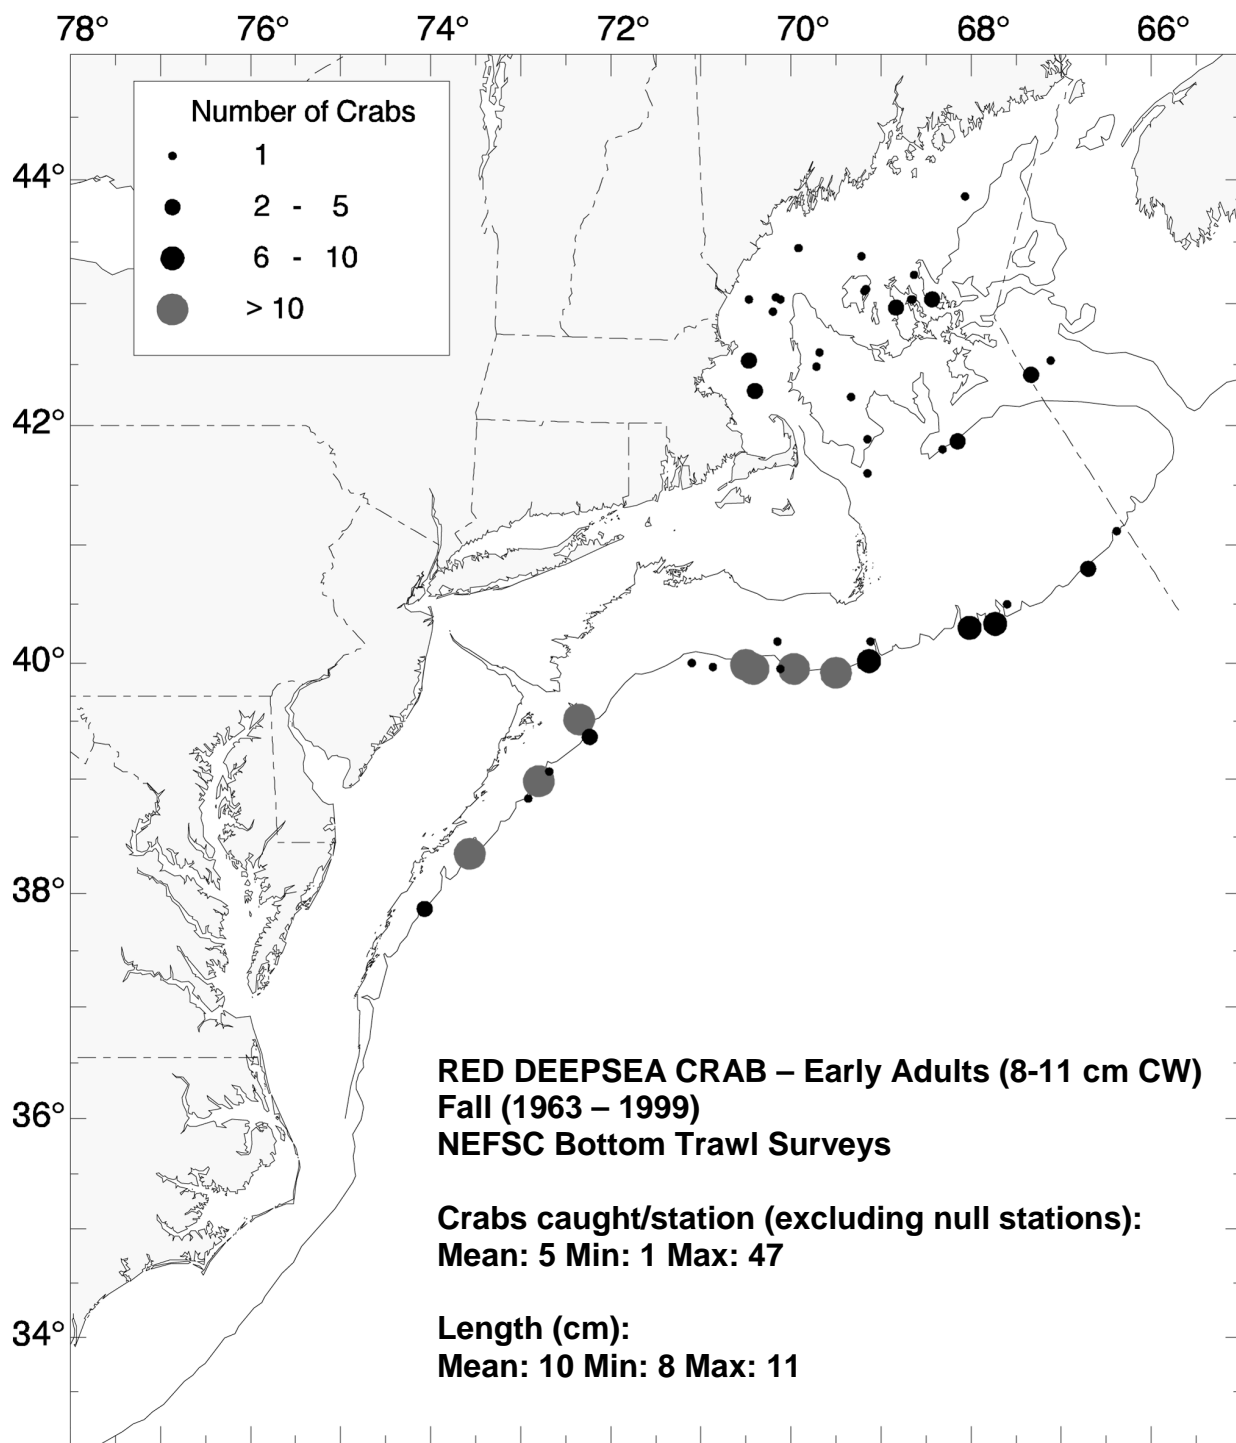 78° 76° 74° 72° 70° 68° 66°
Number of Crabs
1
2 - 5
6 - 10
> 10
44°
42°
40°
38°
36°
34°
RED DEEPSEA CRAB – Early Adults (8-11 cm CW)
Fall (1963 – 1999)
NEFSC Bottom Trawl Surveys
Crabs caught/station (excluding null stations):
Mean: 5 Min: 1 Max: 47
Length (cm):
Mean: 10 Min: 8 Max: 11